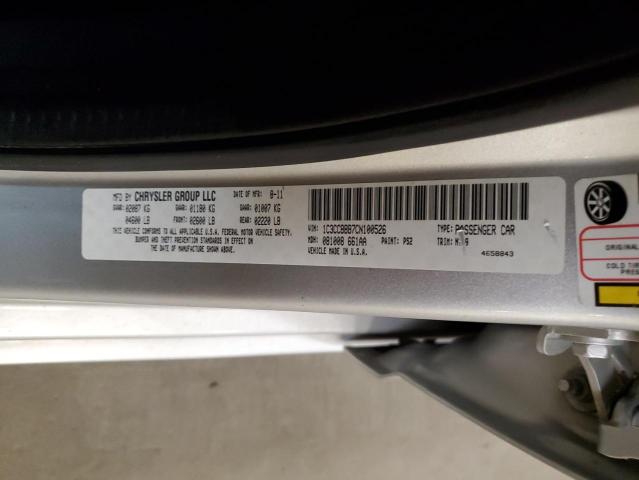 MFD BY CHRYSLER GROUP LLC DATE OF MFR: 8-11
GVWR: 02087 KG GAWR: 01180 KG GAWR: 01007 KG
04600 LB FRONT: 02600 LB REAR: 02220 LB
THIS VEHICLE CONFORMS TO ALL APPLICABLE U.S.A. FEDERAL MOTOR VEHICLE SAFETY,
BUMPER AND THEFT PREVENTION STANDARDS IN EFFECT ON
THE DATE OF MANUFACTURE SHOWN ABOVE.
VIN: 1C3CCBBB7CN100526 TYPE: PASSENGER CAR
MDH: 081008 661AA PAINT: PS2 TRIM:
VEHICLE MADE IN U.S.A. 4658843
ORIGINAL
COLD